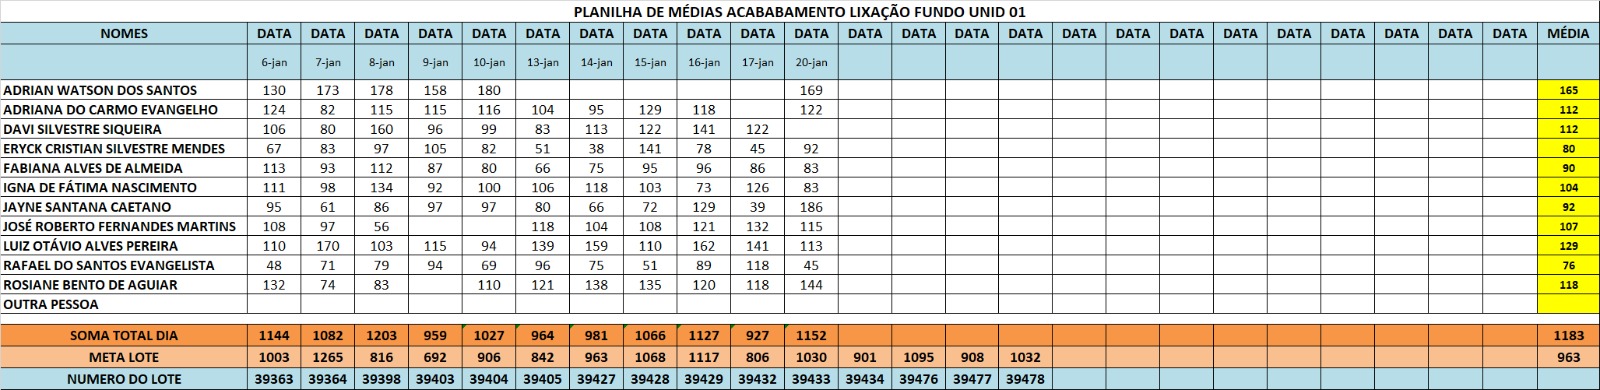 PLANILHA DE MÉDIAS ACABABAMENTO LIXAÇÃO FUNDO UNID 01
NOMES DATA DATA DATA DATA DATA DATA DATA DATA DATA DATA DATA DATA DATA DATA DATA DATA DATA DATA DATA DATA DATA DATA DATA DATA MÉDIA
6-jan 7-jan 8-jan 9-jan 10-jan 13-jan 14-jan 15-jan 16-jan 17-jan 20-jan
ADRIAN WATSON DOS SANTOS 130 173 178 158 180 169 165
ADRIANA DO CARMO EVANGELHO 124 82 115 115 116 104 95 129 118 122 112
DAVI SILVESTRE SIQUEIRA 106 80 160 96 99 83 113 122 141 122 112
ERYCK CRISTIAN SILVESTRE MENDES 67 83 97 105 82 51 38 141 78 45 92 80
FABIANA ALVES DE ALMEIDA 113 93 112 87 80 66 75 95 96 86 83 90
IGNA DE FÁTIMA NASCIMENTO 111 98 134 92 100 106 118 103 73 126 83 104
JAYNE SANTANA CAETANO 95 61 86 97 97 80 66 72 129 39 186 92
JOSÉ ROBERTO FERNANDES MARTINS 108 97 56 118 104 108 121 132 115 107
LUIZ OTÁVIO ALVES PEREIRA 110 170 103 115 94 139 159 110 162 141 113 129
RAFAEL DO SANTOS EVANGELISTA 48 71 79 94 69 96 75 51 89 118 45 76
ROSIANE BENTO DE AGUIAR 132 74 83 110 121 138 135 120 118 144 118
OUTRA PESSOA
SOMA TOTAL DIA 1144 1082 1203 959 1027 964 981 1066 1127 927 1152 1183
META LOTE 1003 1265 816 692 906 842 963 1068 1117 806 1030 901 1095 908 1032 963
NUMERO DO LOTE 39363 39364 39398 39403 39404 39405 39427 39428 39429 39432 39433 39434 39476 39477 39478